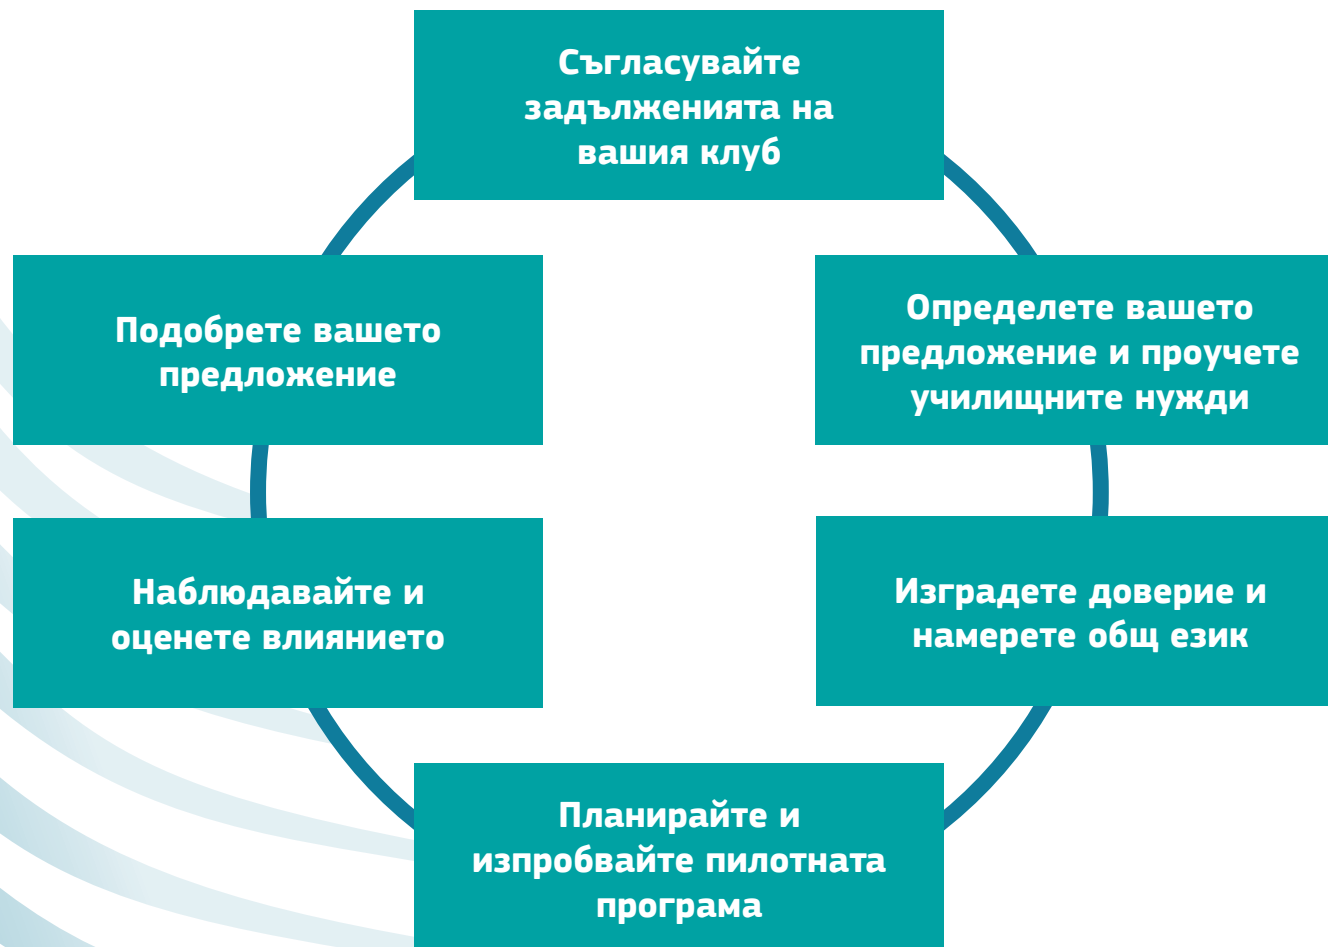 Съгласувайте
задълженията на
вашия клуб
Определете вашето
предложение и проучете
училищните нужди
Изградете доверие и
намерете общ език
Планирайте и
изпробвайте пилотната
програма
Наблюдавайте и
оценете влиянието
Подобрете вашето
предложение